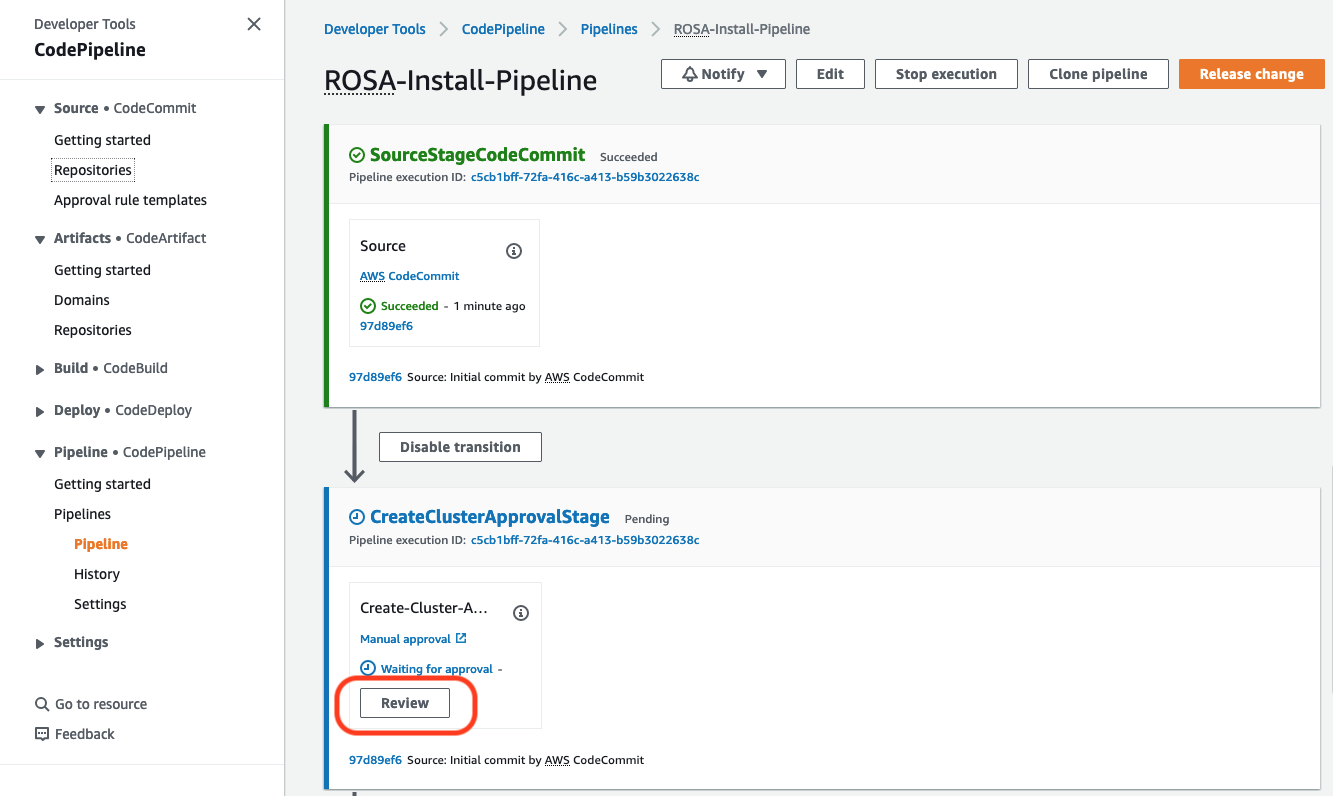 Developer Tools
CodePipeline
Source • CodeCommit
Getting started
Repositories
Approval rule templates
Artifacts • CodeArtifact
Getting started
Domains
Repositories
Build • CodeBuild
Deploy • CodeDeploy
Pipeline • CodePipeline
Getting started
Pipelines
Pipeline
History
Settings
Settings
Go to resource
Feedback
Developer Tools > CodePipeline > Pipelines > ROSA-Install-Pipeline
ROSA-Install-Pipeline
Notify ▼ Edit Stop execution Clone pipeline Release change
SourceStageCodeCommit Succeeded
Pipeline execution ID: c5cb1bff-72fa-416c-a413-b59b3022638c
Source
AWS CodeCommit
Succeeded - 1 minute ago
97d89ef6
97d89ef6 Source: Initial commit by AWS CodeCommit
Disable transition
CreateClusterApprovalStage Pending
Pipeline execution ID: c5cb1bff-72fa-416c-a413-b59b3022638c
Create-Cluster-A...
Manual approval
Waiting for approval -
Review
97d89ef6 Source: Initial commit by AWS CodeCommit